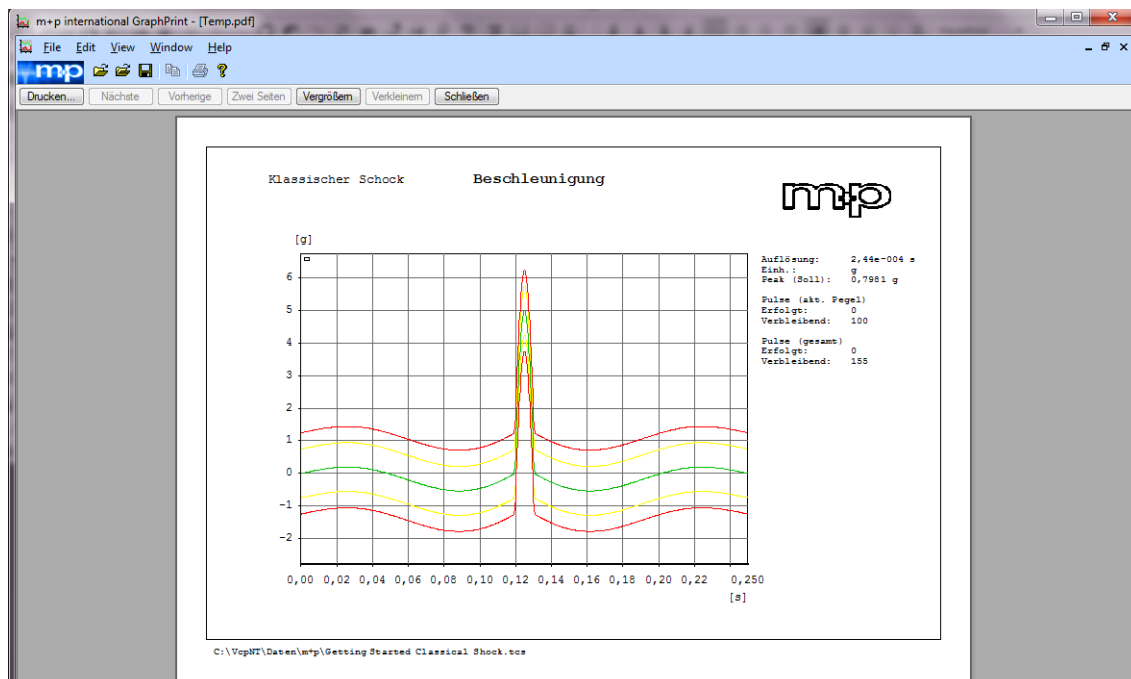 m+p international GraphPrint - [Temp.pdf]
File Edit View Window Help
m+p
Drucken... Nächste Vorherige Zwei Seiten Vergrößern Verkleinern Schließen
Klassischer Schock Beschleunigung
m+p
[g]
6
5
4
3
2
1
0
-1
-2
0,00 0,02 0,04 0,06 0,08 0,10 0,12 0,14 0,16 0,18 0,20 0,22 0,250
[s]
Auflösung: 2,44e-004 s
Einh.: g
Peak (Soll): 0,7981 g
Pulse (akt. Pegel)
Erfolgt: 0
Verbleibend: 100
Pulse (gesamt)
Erfolgt: 0
Verbleibend: 155
C:\VcpNT\Daten\m+p\Getting Started Classical Shock.tcs